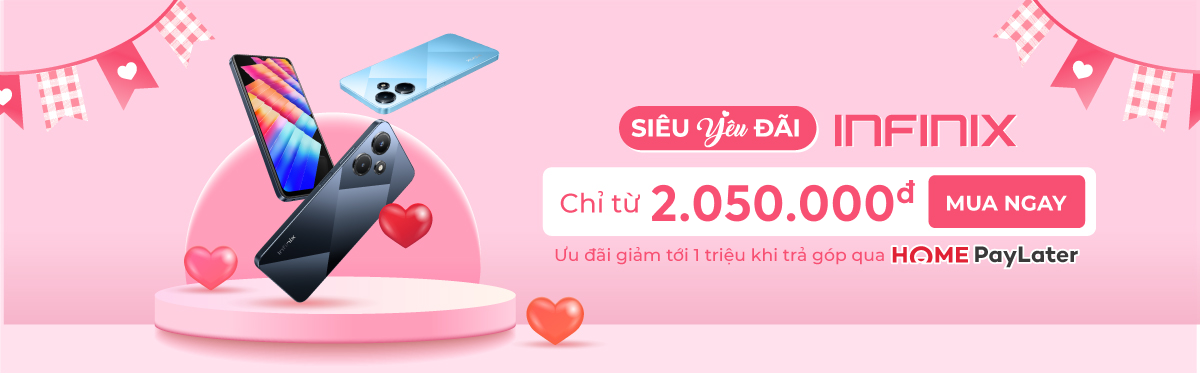 SIÊU Yêu ĐÃI INFINIX
Chỉ từ 2.050.000đ MUA NGAY
Ưu đãi giảm tới 1 triệu khi trả góp qua HOME PayLater
Infinix